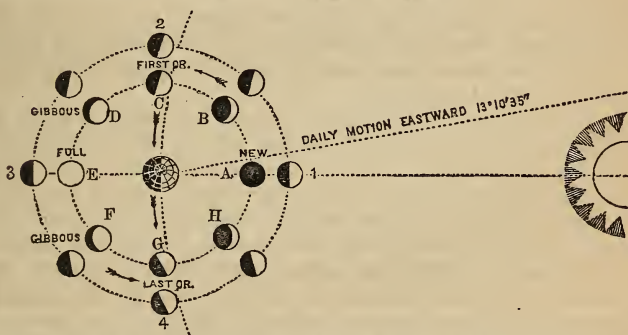 2
FIRST QR.
C
GIBBOUS D
B
DAILY MOTION EASTWARD 13°10'35"
FULL
NEW
3
E
A
1
F
H
GIBBOUS
G
LAST QR.
4